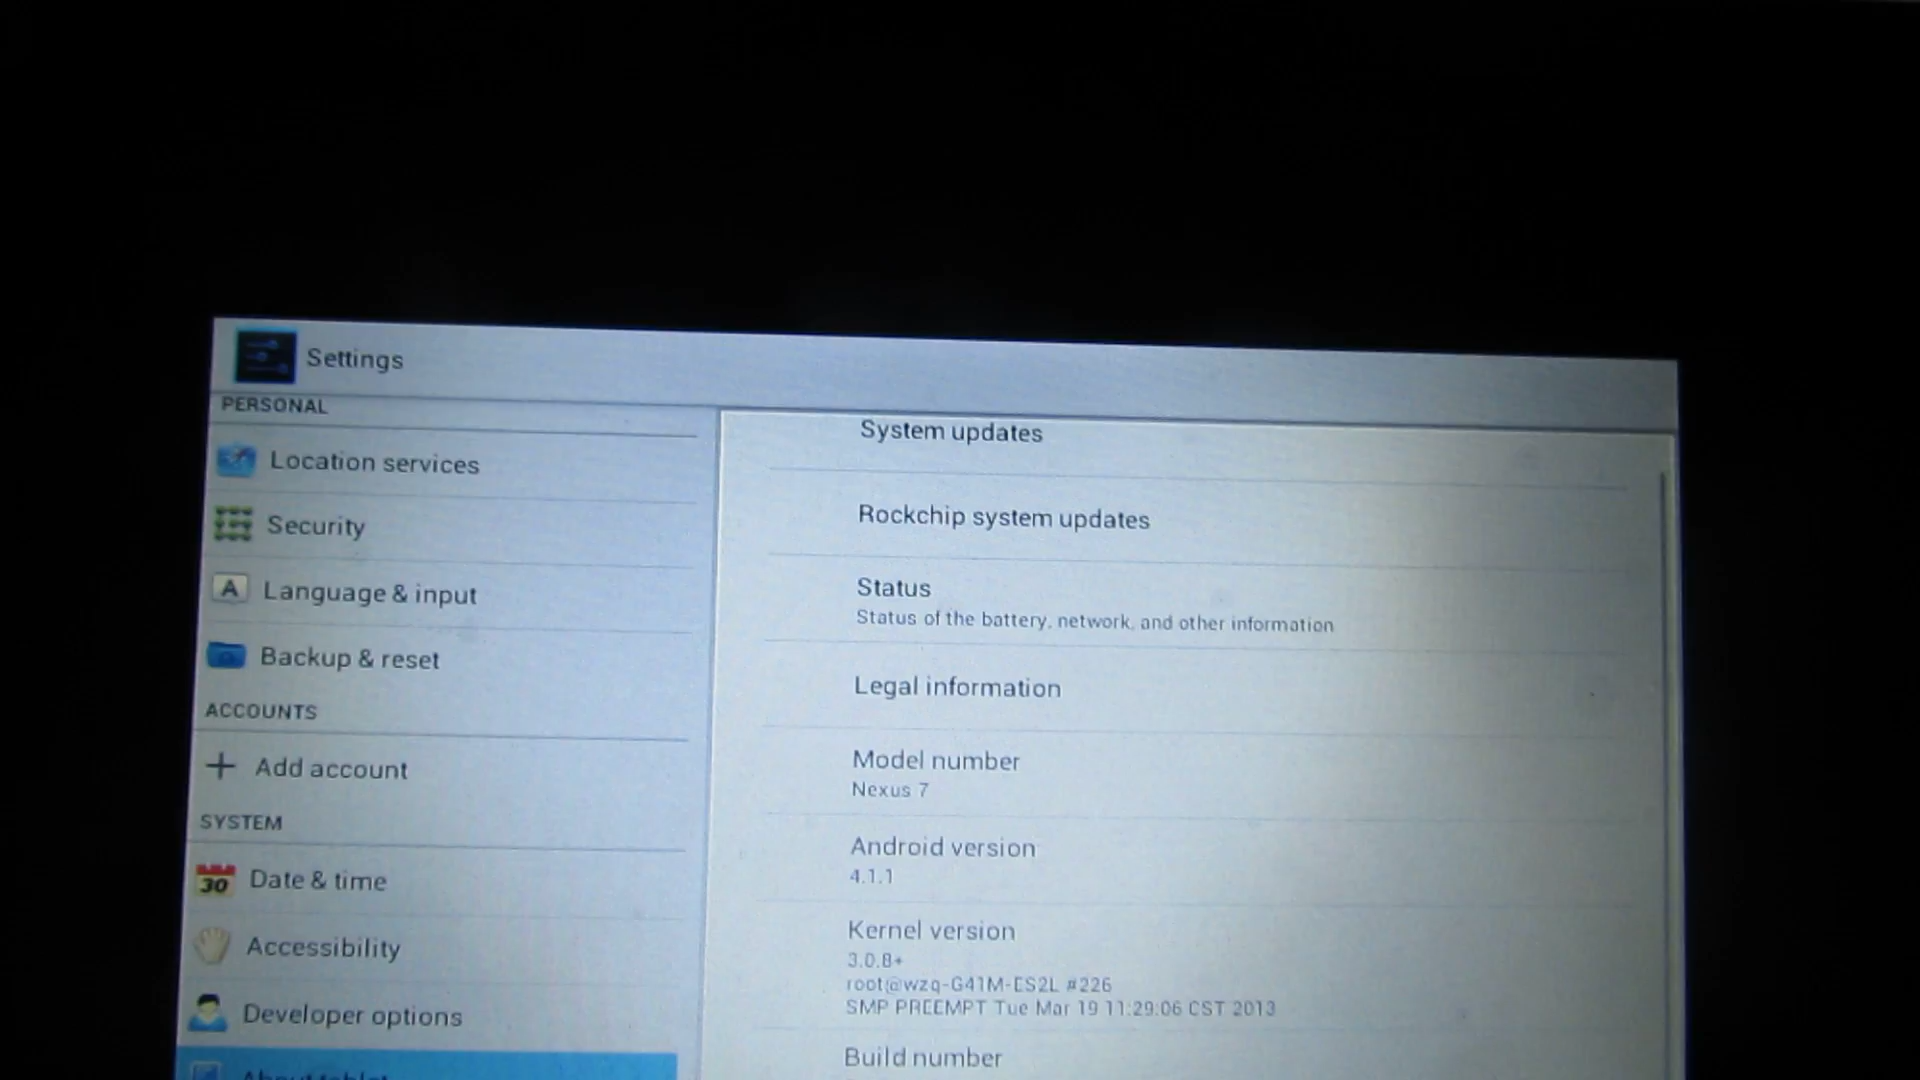 Settings
PERSONAL
Location services
Security
A
Language & input
Backup & reset
ACCOUNTS
Add account
SYSTEM
30
Date & time
Accessibility
Developer options
About tablet
System updates
Rockchip system updates
Status
Status of the battery, network, and other information
Legal information
Model number
Nexus 7
Android version
4.1.1
Kernel version
3.0.8+
root@wzq-G41M-ES2L #226
SMP PREEMPT Tue Mar 19 11:29:06 CST 2013
Build number